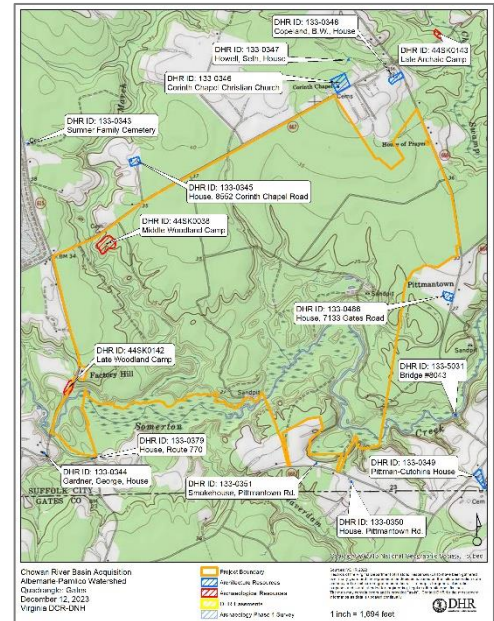 DHR ID: 133-0348
Copeland, B.W., House
DHR ID: 133-0347
Howell, Seth, House
DHR ID: 44SK0143
Late Archaic Camp
DHR ID: 133-0346
Corinth Chapel Christian Church
Corinth Chapel
DHR ID: 133-0343
Sumner Family Cemetery
House of Prayer
DHR ID: 133-0345
House, 8662 Corinth Chapel Road
DHR ID: 44SK0038
Middle Woodland Camp
BM 34
Pittmantown
DHR ID: 133-0488
House, 7133 Gates Road
DHR ID: 44SK0142
Late Woodland Camp
Factory Hill
DHR ID: 133-5031
Bridge #8043
Sandpit
Somerton
Creek
DHR ID: 133-0379
House, Route 770
DHR ID: 133-0349
Pittman-Cutchins House
DHR ID: 133-0344
Gardner, George, House
DHR ID: 133-0351
Smokehouse, Pittmantown Rd.
SUFFOLK CITY
GATES CO
DHR ID: 133-0350
House, Pittmantown Rd.
Chowan River Basin Acquisition
Albemarle-Pamlico Watershed
Quadrangle: Gates
December 12, 2023
Virginia DCR-DNH
Project Boundary
Architecture Resources
Archaeological Resources
DHR Easements
Archaeology Phase 1 Survey
1 inch = 1,694 feet
DHR